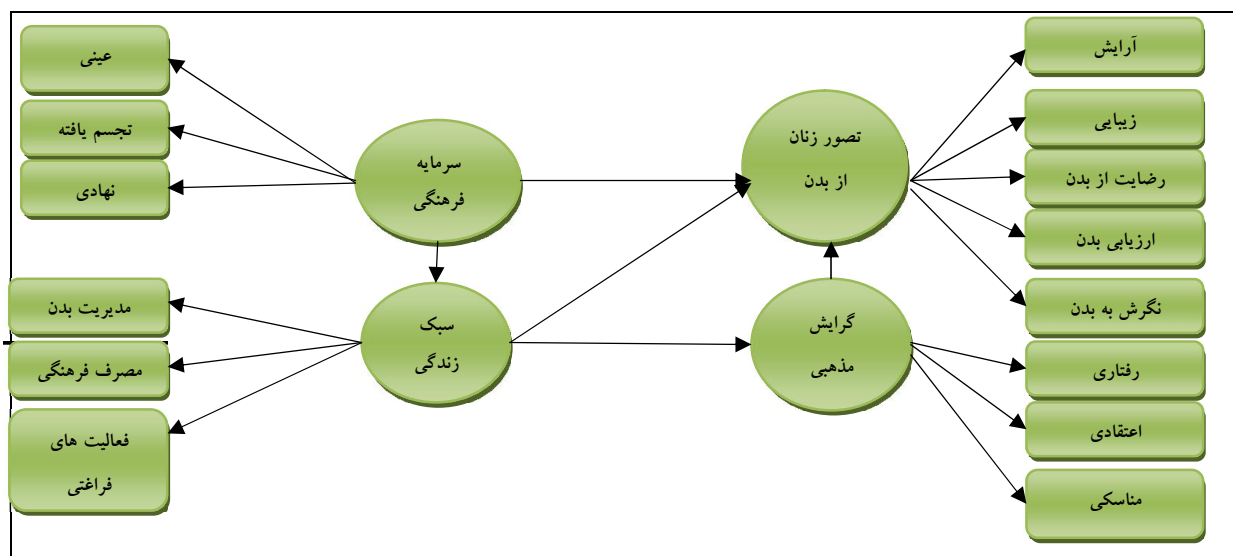 عینی
تجسم یافته
نهادی
سرمایه
فرهنگی
تصور زنان
از بدن
آرایش
زیبایی
رضایت از بدن
ارزیابی بدن
نگرش به بدن
مدیریت بدن
مصرف فرهنگی
فعالیت های
فراغتی
سبک
زندگی
گرایش
مذهبی
رفتاری
اعتقادی
مناسکی